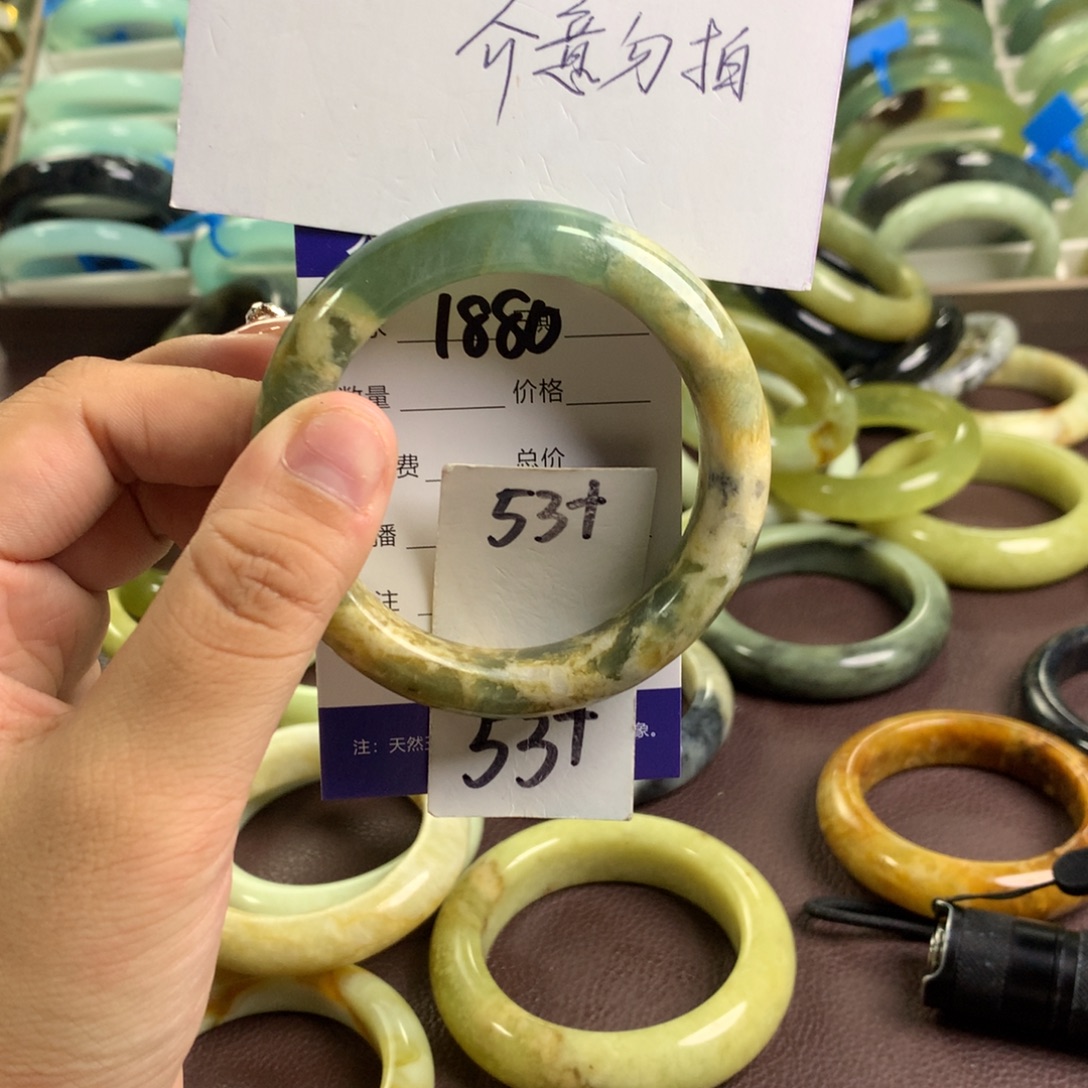 介意勿拍
1880
数量 价格
费 总价
53+
播
注
53+
注：天然 象。